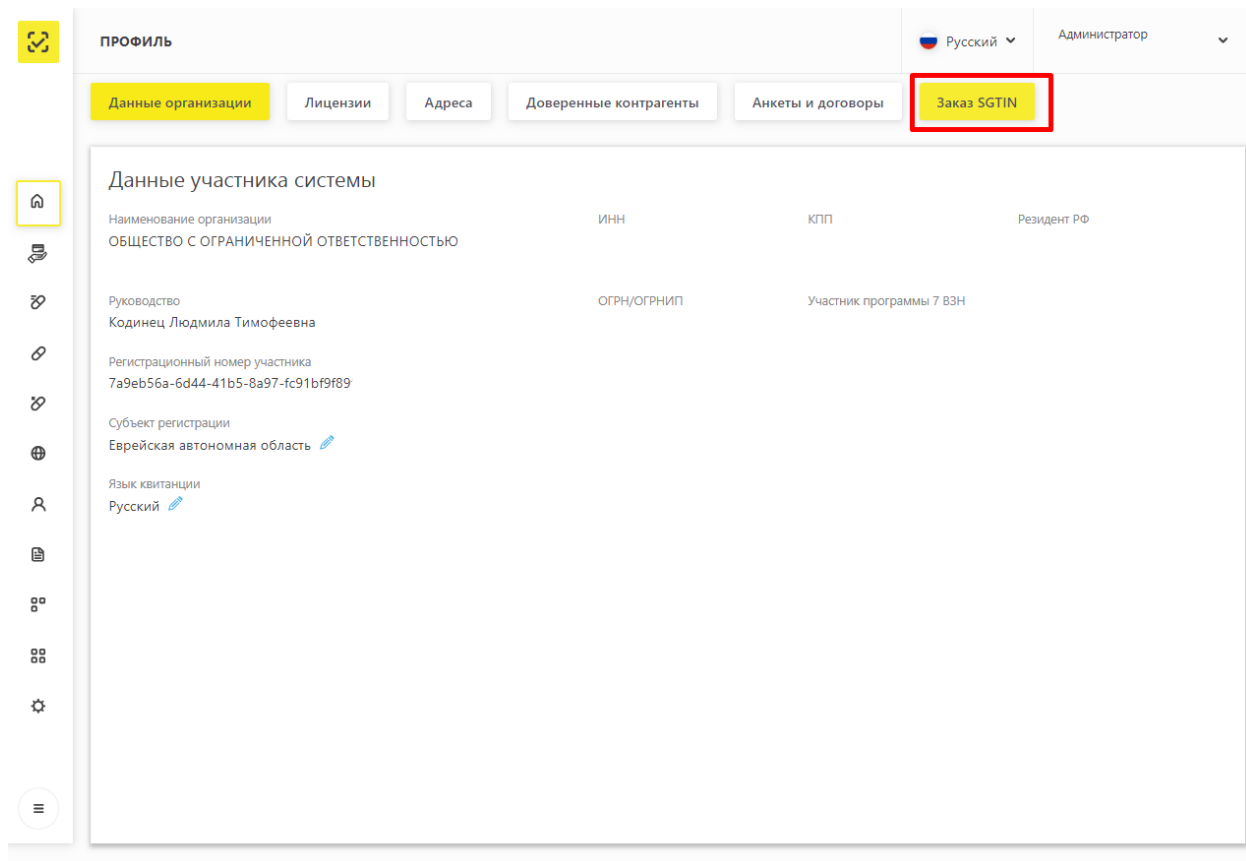 ПРОФИЛЬ
Русский
Администратор
Данные организации
Лицензии
Адреса
Доверенные контрагенты
Анкеты и договоры
Заказ SGTIN
Данные участника системы
Наименование организации
ИНН
КПП
Резидент РФ
ОБЩЕСТВО С ОГРАНИЧЕННОЙ ОТВЕТСТВЕННОСТЬЮ
Руководство
ОГРН/ОГРНИП
Участник программы 7 ВЗН
Кодинец Людмила Тимофеевна
Регистрационный номер участника
7a9eb56a-6d44-41b5-8a97-fc91bf9f89
Субъект регистрации
Еврейская автономная область
Язык квитанции
Русский